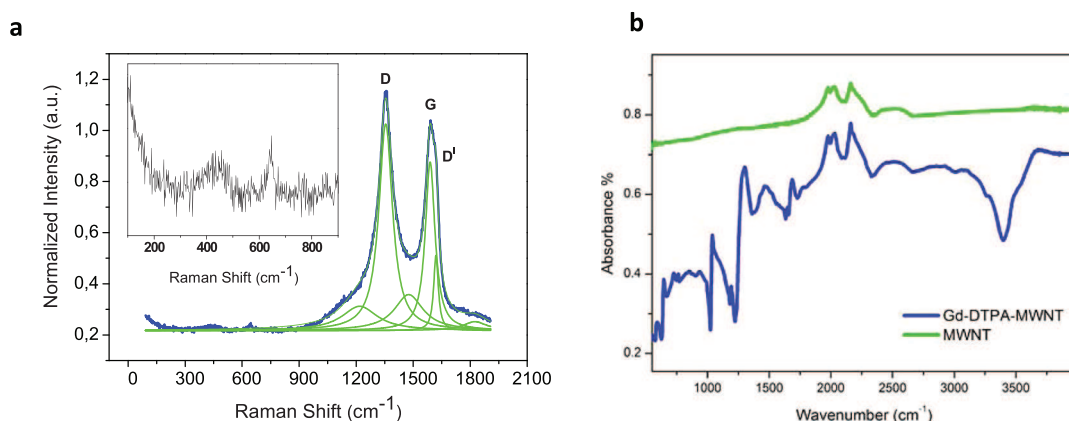 a
Normalized Intensity (a.u.)
1,2
1,0
0,8
0,6
0,4
0,2
0 300 600 900 1200 1500 1800 2100
Raman Shift (cm-1)
D
G
D'
200 400 600 800
Raman Shift (cm-1)
b
Absorbance %
0.8
0.6
0.4
0.2
1000 1500 2000 2500 3000 3500
Wavenumber (cm-1)
Gd-DTPA-MWNT
MWNT